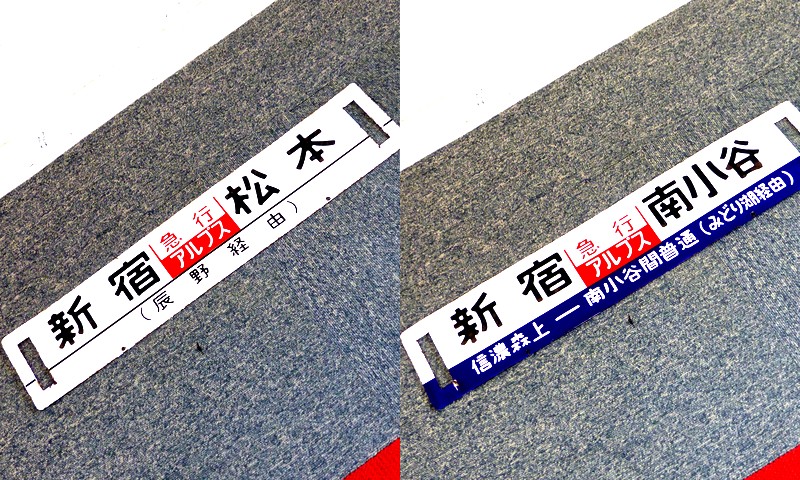 新宿 急行 アルプス 松本
(辰野経由)
新宿 急行 アルプス 南小谷
信濃森上ー南小谷間普通(みどり湖経由)